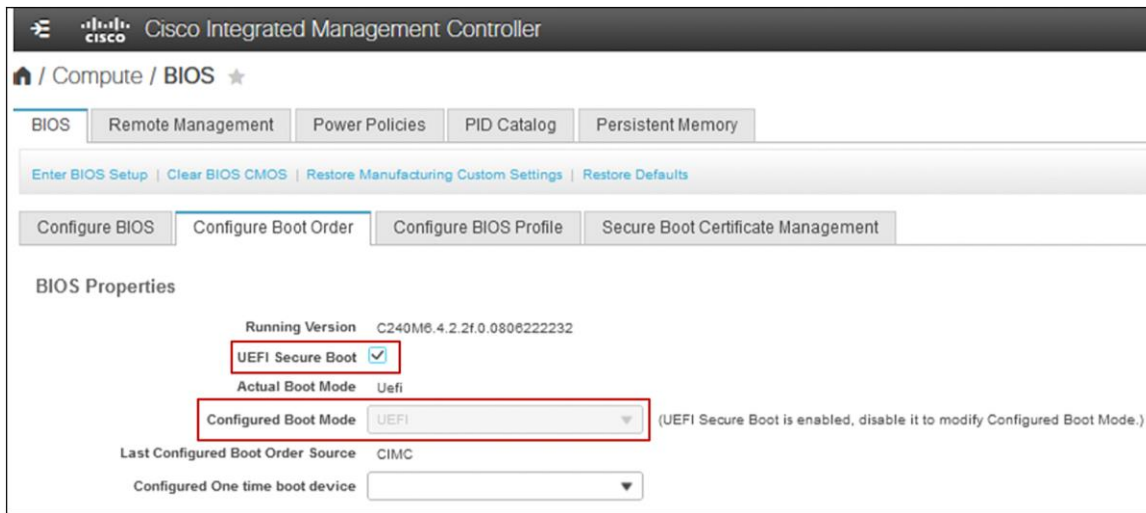 CISCO Cisco Integrated Management Controller
/ Compute / BIOS
BIOS Remote Management Power Policies PID Catalog Persistent Memory
Enter BIOS Setup | Clear BIOS CMOS | Restore Manufacturing Custom Settings | Restore Defaults
Configure BIOS Configure Boot Order Configure BIOS Profile Secure Boot Certificate Management
BIOS Properties
Running Version C240M6.4.2.2f.0.0806222232
UEFI Secure Boot
Actual Boot Mode Uefi
Configured Boot Mode UEFI (UEFI Secure Boot is enabled, disable it to modify Configured Boot Mode.)
Last Configured Boot Order Source CIMC
Configured One time boot device